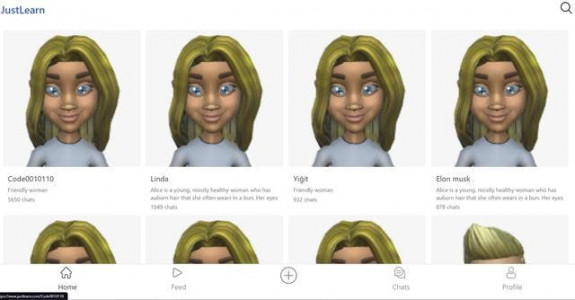 JustLearn
Code0010110
Friendly woman
5650 chats
Linda
Alice is a young, mostly healthy woman who has
auburn hair that she often wears in a bun. Her eyes
1049 chats
Yiğit
Friendly woman
932 chats
Elon musk
Alice is a young, mostly healthy woman who has
auburn hair that she often wears in a bun. Her eyes
878 chats
Home
Feed
Chats
Profile